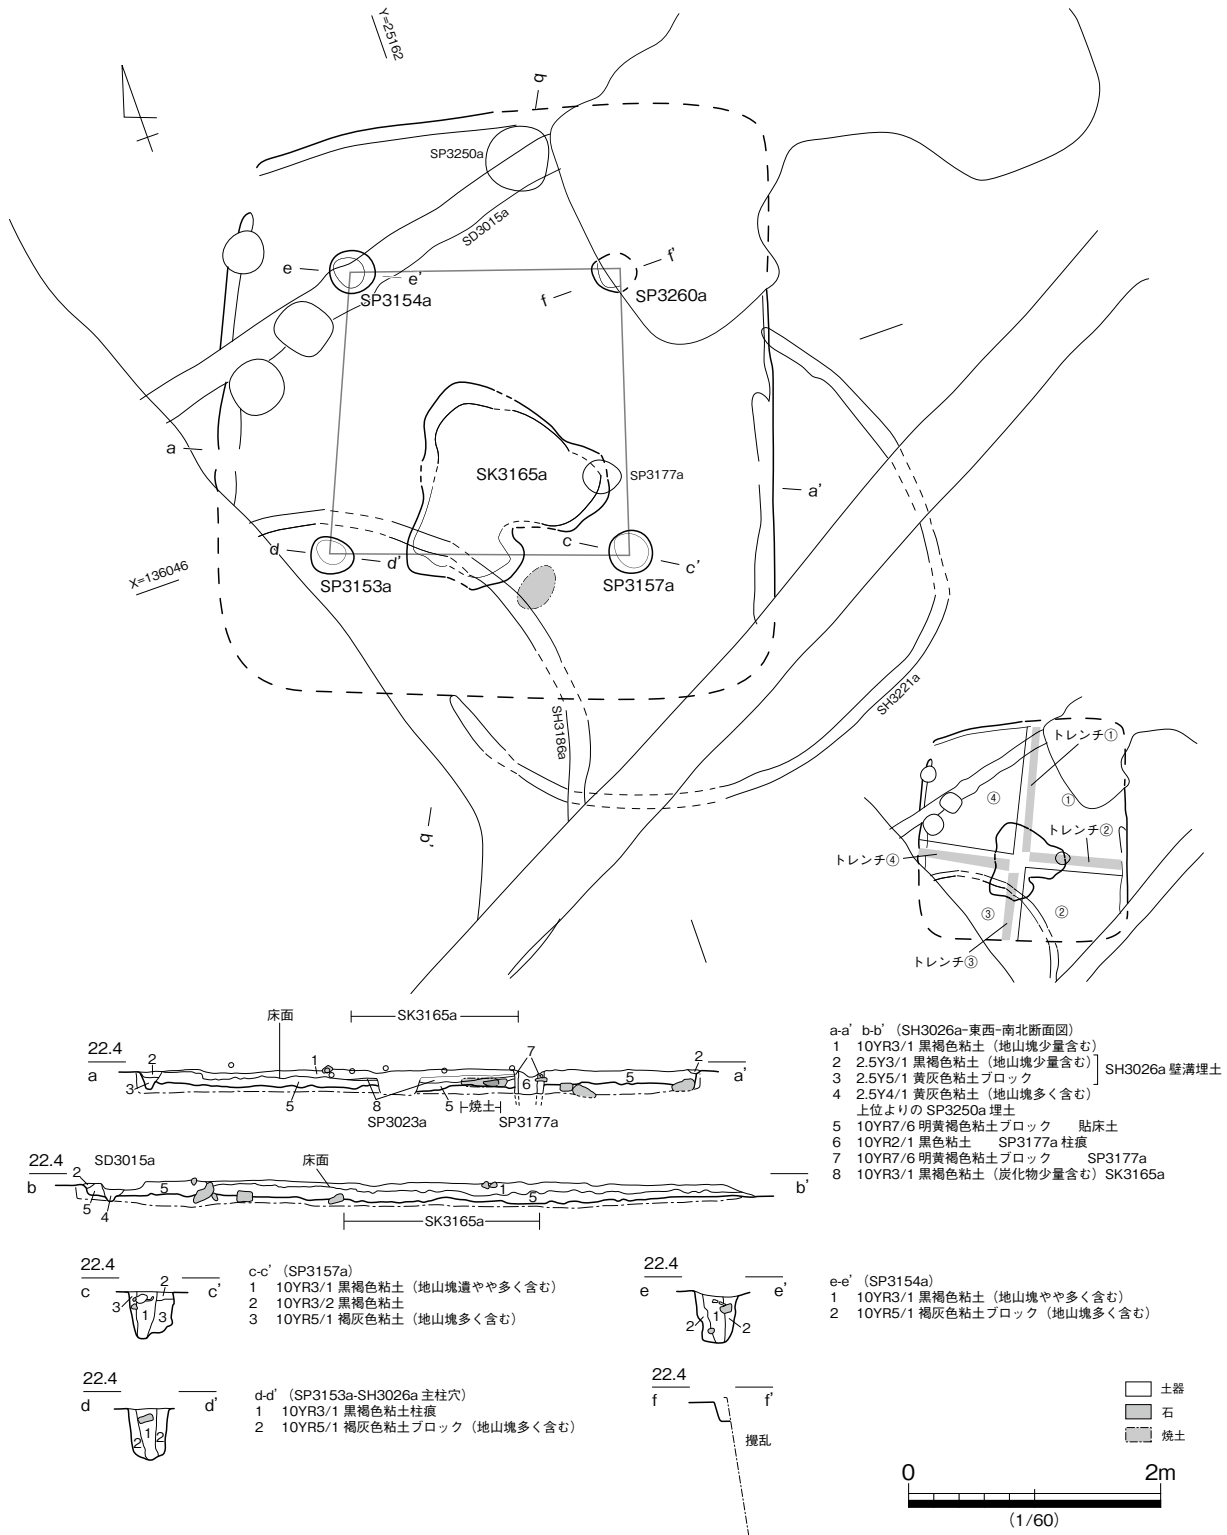 Y=25162
b
SP3250a
SD3015a
e
e'
SP3154a
f'
f
SP3260a
a
SK3165a
SP3177a
a'
c
d
d'
c'
SP3153a
SP3157a
X=136046
SH3186a
SH3221a
b'
トレンチ①
④
①
トレンチ②
トレンチ④
③
②
トレンチ③
床面
SK3165a
22.4
a
2
1
7
5
2
a'
3
5
8
5
焼土
6
SP3023a
SP3177a
22.4
SD3015a
床面
b
2
5
1
b'
5
4
5
SK3165a
a-a' b-b'（SH3026a-東西-南北断面図）
1 10YR3/1 黒褐色粘土（地山塊少量含む）
2 2.5Y3/1 黒褐色粘土（地山塊少量含む）
3 2.5Y5/1 黄灰色粘土ブロック
SH3026a 壁溝埋土
4 2.5Y4/1 黄灰色粘土（地山塊多く含む）
上位よりの SP3250a 埋土
5 10YR7/6 明黄褐色粘土ブロック 貼床土
6 10YR2/1 黒色粘土 SP3177a 柱痕
7 10YR7/6 明黄褐色粘土ブロック SP3177a
8 10YR3/1 黒褐色粘土（炭化物少量含む）SK3165a
22.4
c
2
c'
3
1
3
c-c'（SP3157a）
1 10YR3/1 黒褐色粘土（地山塊遺やや多く含む）
2 10YR3/2 黒褐色粘土
3 10YR5/1 褐灰色粘土（地山塊多く含む）
22.4
e
e'
1
2
2
e-e'（SP3154a）
1 10YR3/1 黒褐色粘土（地山塊やや多く含む）
2 10YR5/1 褐灰色粘土ブロック（地山塊多く含む）
22.4
d
d'
1
2
2
d-d'（SP3153a-SH3026a 主柱穴）
1 10YR3/1 黒褐色粘土柱痕
2 10YR5/1 褐灰色粘土ブロック（地山塊多く含む）
22.4
f
f'
攪乱
土器
石
焼土
0
2m
(1/60)